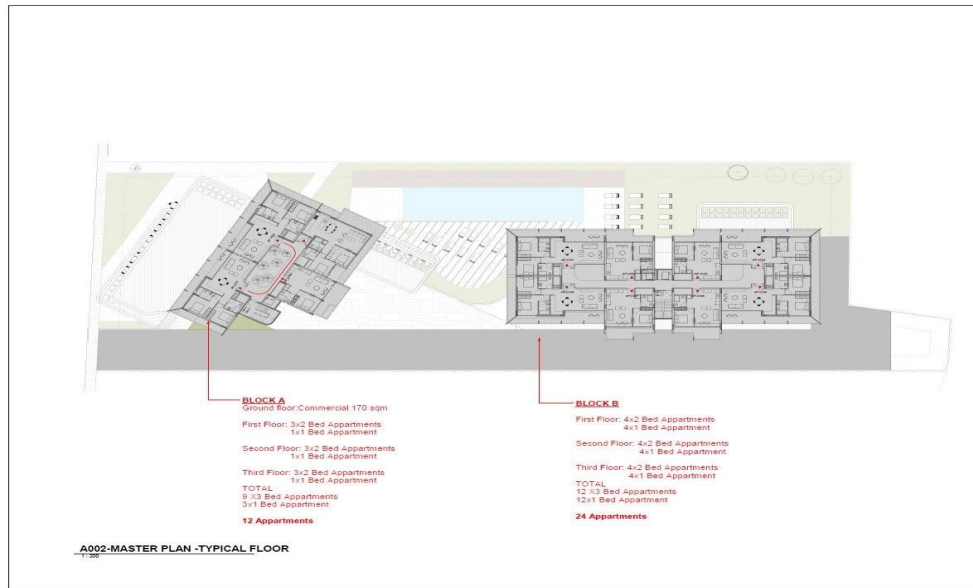 BLOCK A
Ground floor:Commercial 170 sqm
First Floor: 3x2 Bed Appartments
1x1 Bed Appartment
Second Floor: 3x2 Bed Appartments
1x1 Bed Appartment
Third Floor: 3x2 Bed Appartments
1x1 Bed Appartment
TOTAL
9 X3 Bed Appartments
3x1 Bed Appartment
12 Appartments
BLOCK B
First Floor: 4x2 Bed Appartments
4x1 Bed Appartment
Second Floor: 4x2 Bed Appartments
4x1 Bed Appartment
Third Floor: 4x2 Bed Appartments
4x1 Bed Appartment
TOTAL
12 X3 Bed Appartments
12x1 Bed Appartment
24 Appartments
A002-MASTER PLAN -TYPICAL FLOOR
1 : 200